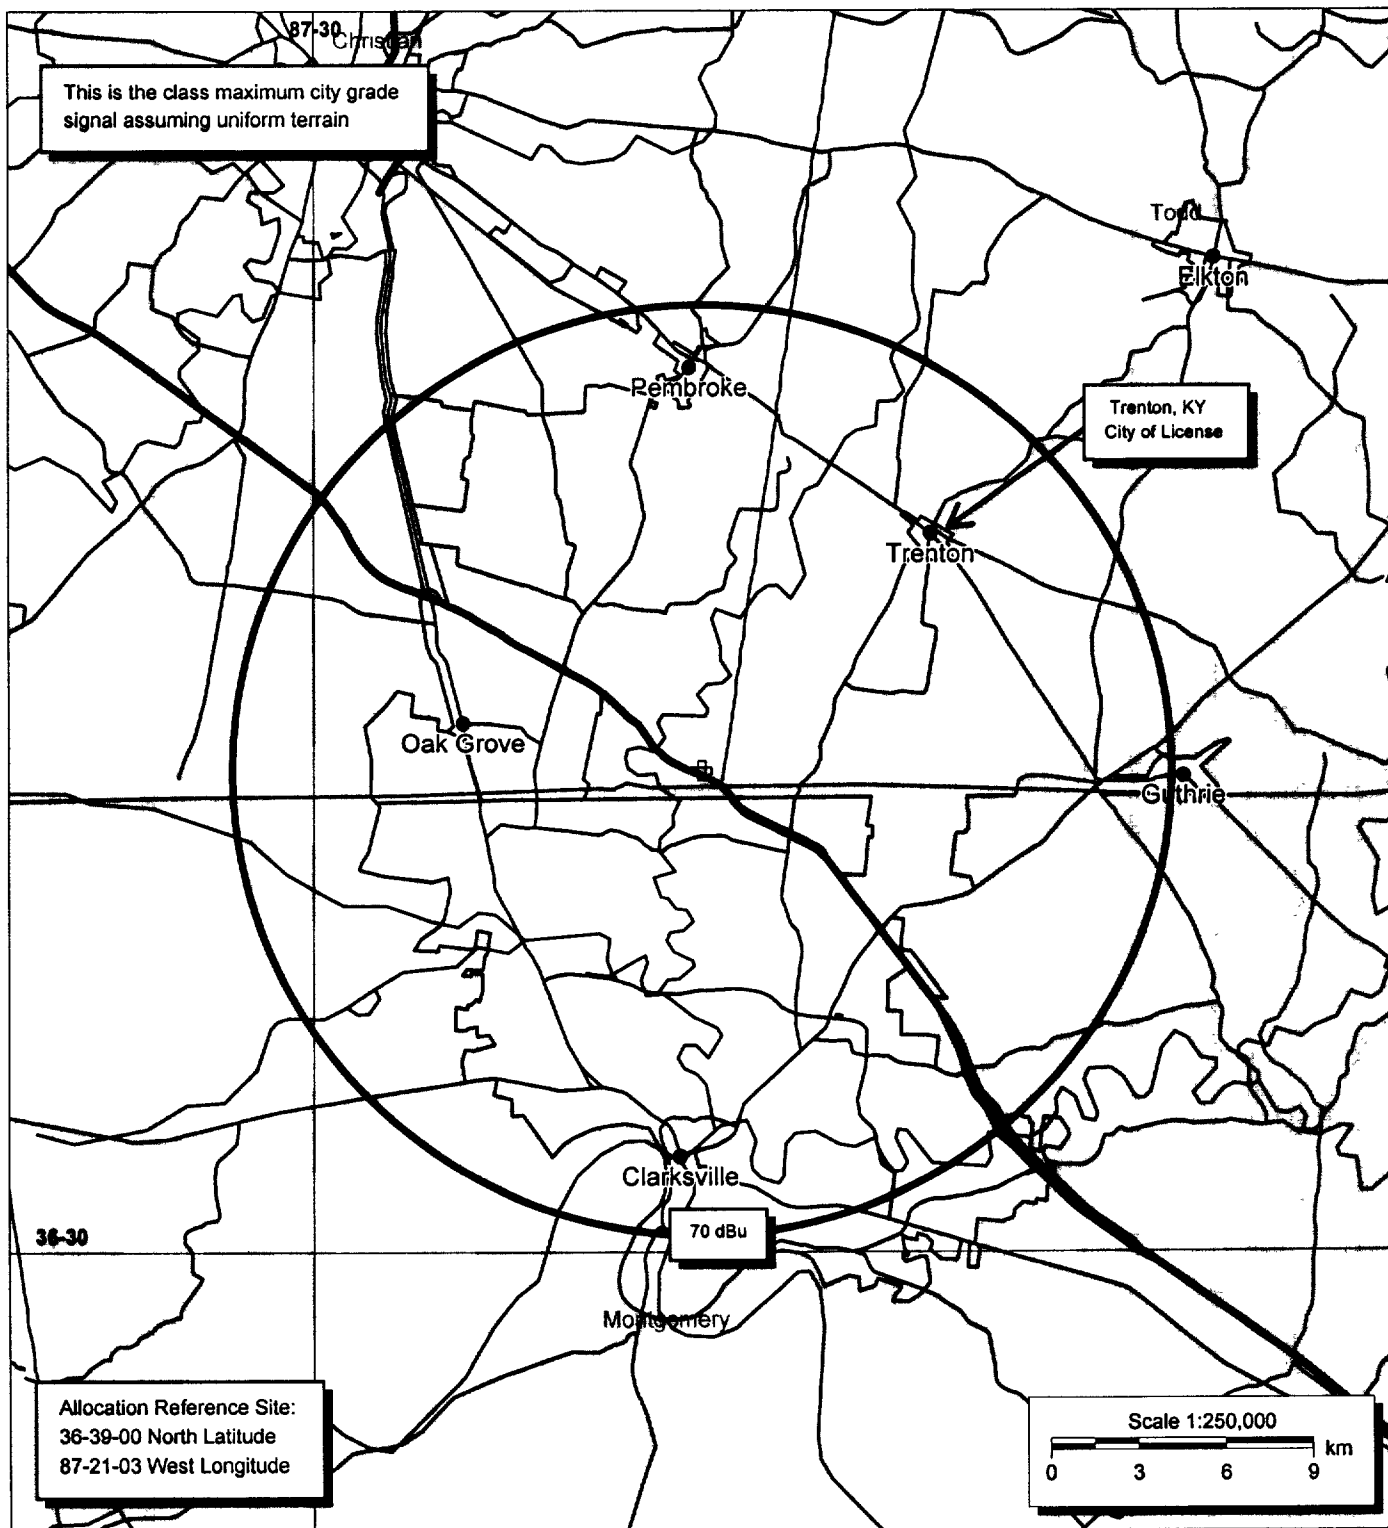 87-30
Christian
This is the class maximum city grade
signal assuming uniform terrain
Todd
Elkton
Pembroke
Trenton, KY
City of License
Trenton
Oak Grove
Guthrie
Clarksville
70 dBu
36-30
Montgomery
Allocation Reference Site:
36-39-00 North Latitude
87-21-03 West Longitude
Scale 1:250,000
km
0 3 6 9